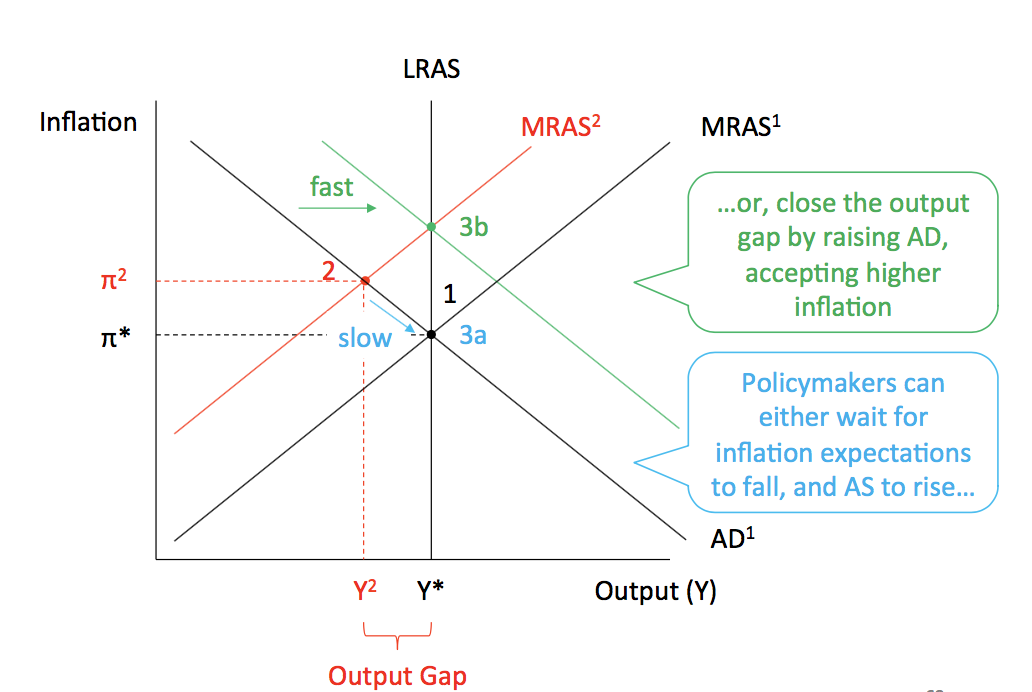 LRAS
Inflation
MRAS²
MRAS¹
fast
…or, close the output
gap by raising AD,
accepting higher
inflation
3b
2
π²
1
π*
slow
3a
Policymakers can
either wait for
inflation expectations
to fall, and AS to rise…
AD¹
Y²
Y*
Output (Y)
Output Gap